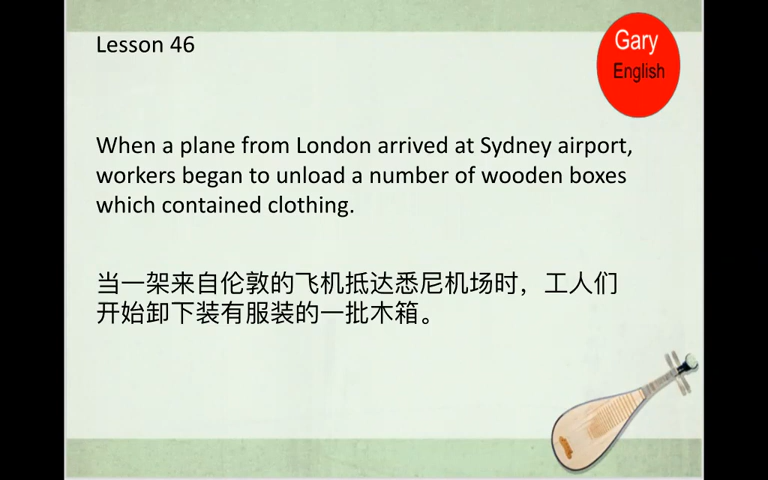 Lesson 46
Gary
English
When a plane from London arrived at Sydney airport,
workers began to unload a number of wooden boxes
which contained clothing.
当一架来自伦敦的飞机抵达悉尼机场时，工人们
开始卸下装有服装的一批木箱。